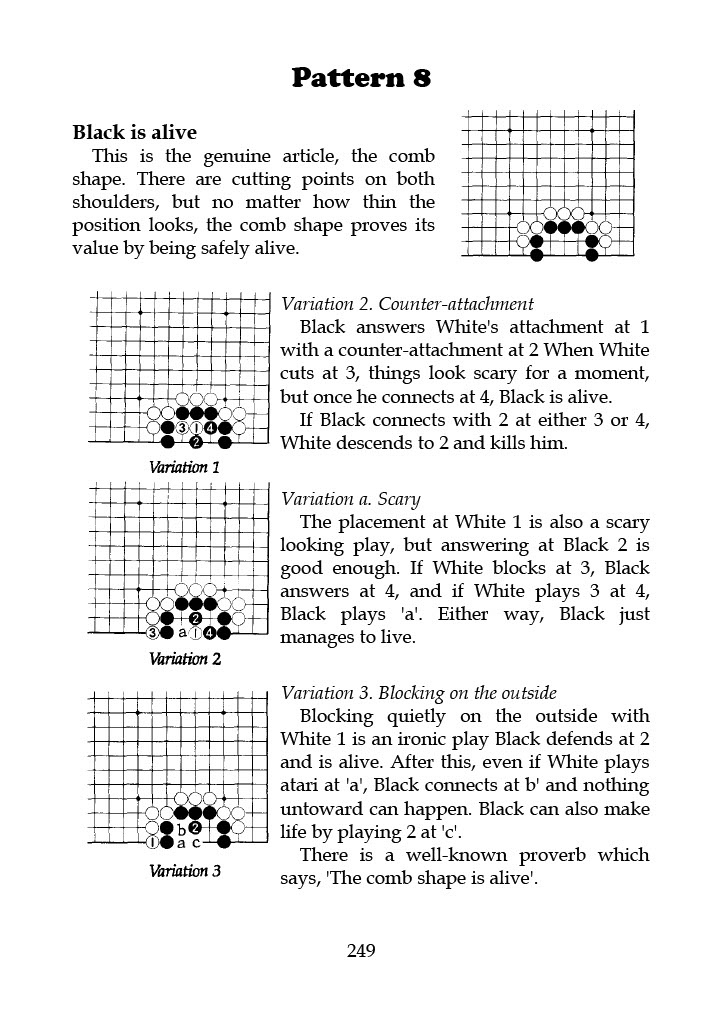 Pattern 8
Black is alive
This is the genuine article, the comb
shape. There are cutting points on both
shoulders, but no matter how thin the
position looks, the comb shape proves its
value by being safely alive.
Variation 2. Counter-attachment
Black answers White's attachment at 1
with a counter-attachment at 2 When White
cuts at 3, things look scary for a moment,
but once he connects at 4, Black is alive.
If Black connects with 2 at either 3 or 4,
White descends to 2 and kills him.
3 1 4
2
Variation 1
Variation a. Scary
The placement at White 1 is also a scary
looking play, but answering at Black 2 is
good enough. If White blocks at 3, Black
answers at 4, and if White plays 3 at 4,
Black plays 'a'. Either way, Black just
manages to live.
2
3 a 1 4
Variation 2
Variation 3. Blocking on the outside
Blocking quietly on the outside with
White 1 is an ironic play Black defends at 2
and is alive. After this, even if White plays
atari at 'a', Black connects at b' and nothing
untoward can happen. Black can also make
life by playing 2 at 'c'.
There is a well-known proverb which
says, 'The comb shape is alive'.
b 2
1 a c
Variation 3
249